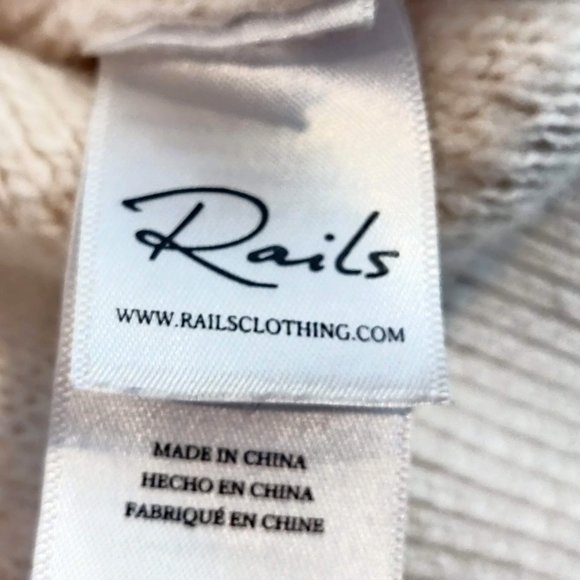 Rails
WWW.RAILSCLOTHING.COM
MADE IN CHINA
HECHO EN CHINA
FABRIQUÉ EN CHINE